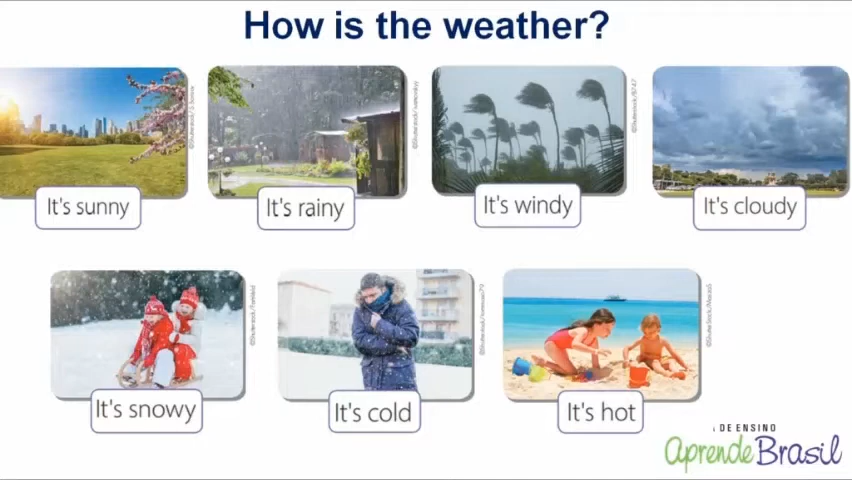 How is the weather?
It's sunny
It's rainy
It's windy
It's cloudy
It's snowy
It's cold
It's hot
DE ENSINO
Aprende Brasil